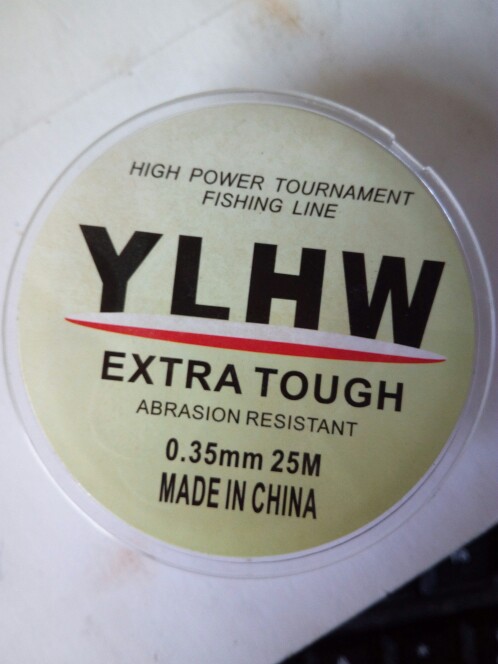 HIGH POWER TOURNAMENT
FISHING LINE
YLHW
EXTRA TOUGH
ABRASION RESISTANT
0.35mm 25M
MADE IN CHINA